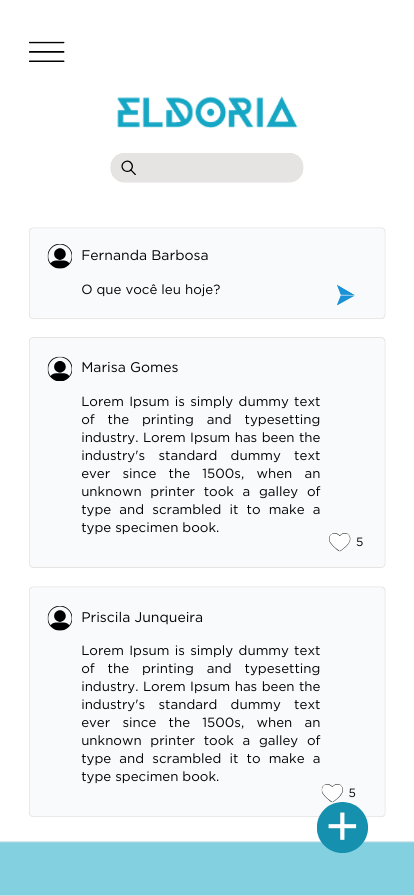 ELDORIA
Fernanda Barbosa
O que você leu hoje?
Marisa Gomes
Lorem Ipsum is simply dummy text
of the printing and typesetting
industry. Lorem Ipsum has been the
industry's standard dummy text
ever since the 1500s, when an
unknown printer took a galley of
type and scrambled it to make a
type specimen book.
5
Priscila Junqueira
Lorem Ipsum is simply dummy text
of the printing and typesetting
industry. Lorem Ipsum has been the
industry's standard dummy text
ever since the 1500s, when an
unknown printer took a galley of
type and scrambled it to make a
type specimen book.
5